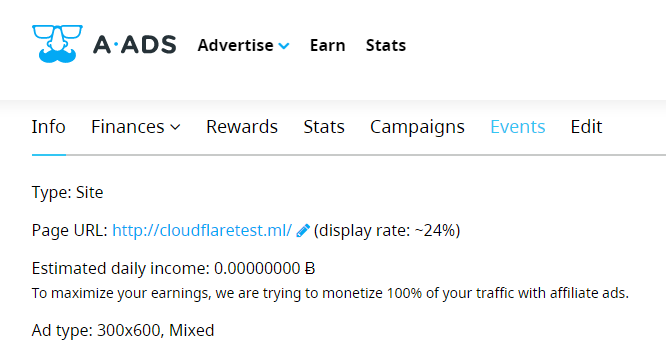 A·ADS Advertise Earn Stats
Info Finances Rewards Stats Campaigns Events Edit
Type: Site
Page URL: http://cloudflaretest.ml/ (display rate: ~24%)
Estimated daily income: 0.00000000 Ƀ
To maximize your earnings, we are trying to monetize 100% of your traffic with affiliate ads.
Ad type: 300x600, Mixed